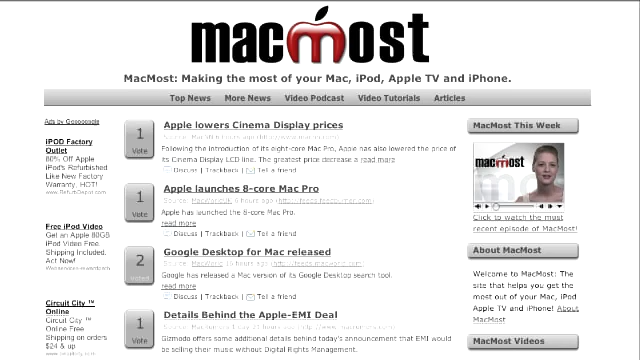 macmost
MacMost: Making the most of your Mac, iPod, Apple TV and iPhone.
Top News More News Video Podcast Video Tutorials Articles
iPOD Factory
Outlet
80% Off Apple
iPod's Refurbished
Like New Factory
Warranty, HOT!
www.ReturnDepot.com
Free iPod Video
Get an Apple 80GB
iPod Video Free.
Shipping Included.
Act Now!
Circuit City ™
Online
Circuit City ™
Online Free
Shipping on orders
$24 & up
1
Vote
Apple lowers Cinema Display prices
Following the introduction of its eight-core Mac Pro, Apple has also lowered the price of
its Cinema Display LCD line. The greatest price decrease a read more
Discuss | Trackback | Tell a friend
1
Vote
Apple launches 8-core Mac Pro
Apple has launched the 8-core Mac Pro.
read more
Discuss | Trackback | Tell a friend
2
Voted
Google Desktop for Mac released
Google has released a Mac version of its Google Desktop search tool.
read more
Discuss | Trackback | Tell a friend
1
Vote
Details Behind the Apple-EMI Deal
Gizmodo offers some additional details behind today's announcement that EMI would
be selling their music without Digital Rights Management.
MacMost This Week
macmost
Click to watch the most
recent episode of MacMost!
About MacMost
Welcome to MacMost: The
site that helps you get the
most out of your Mac, iPod
Apple TV and iPhone! About
MacMost
MacMost Videos